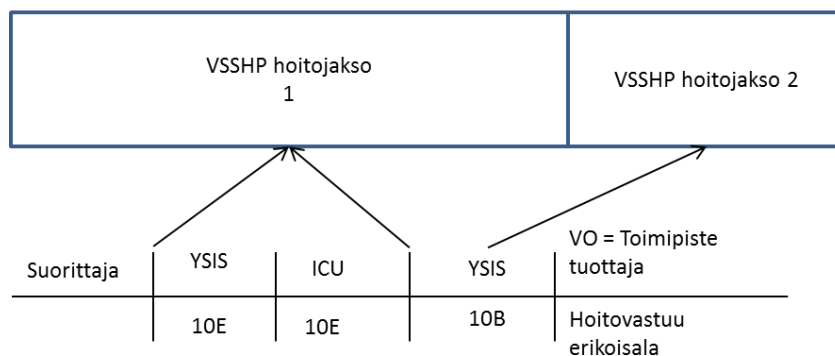 VSSHP hoitojakso
1
VSSHP hoitojakso 2
Suorittaja
YSIS
ICU
YSIS
VO = Toimipiste
tuottaja
10E
10E
10B
Hoitovastuu
erikoisala